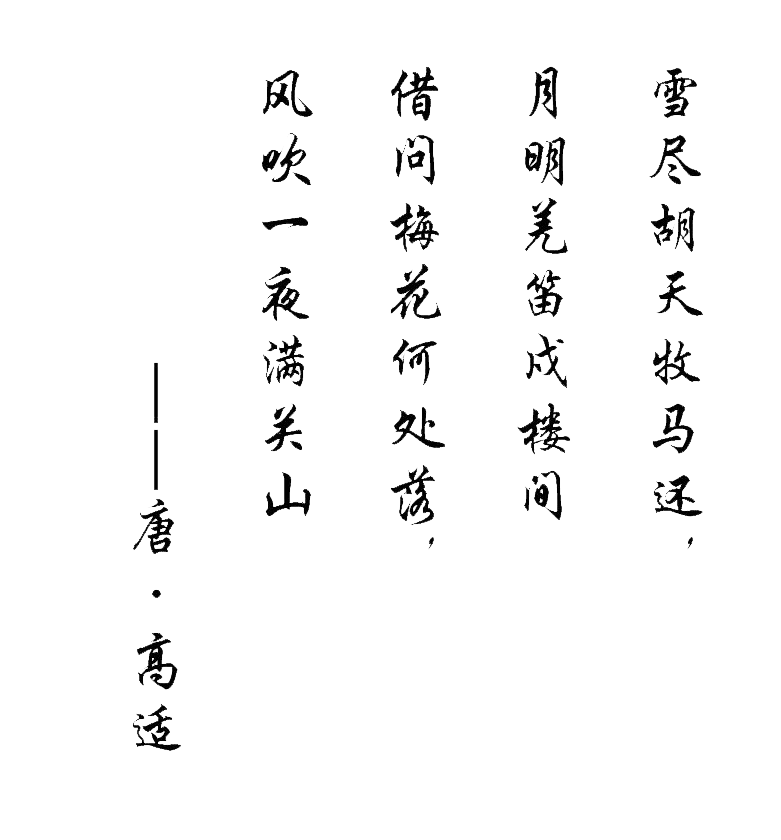 雪尽胡天牧马还，
月明羌笛戍楼间
借问梅花何处落，
风吹一夜满关山
——唐·高适